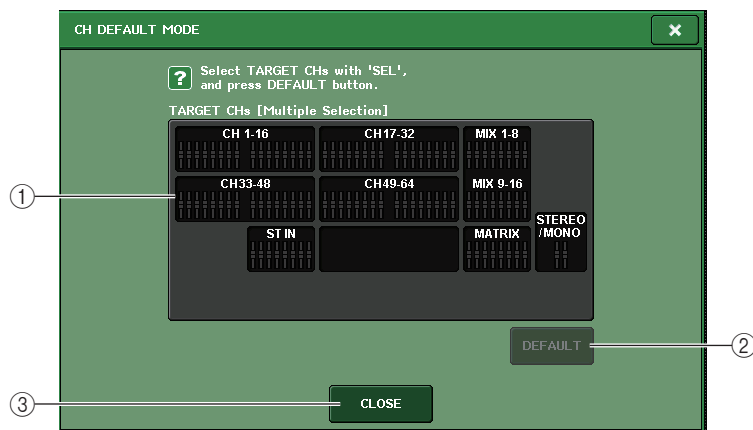 CH DEFAULT MODE
×
? Select TARGET CHs with 'SEL',
and press DEFAULT button.
TARGET CHs [Multiple Selection]
CH 1-16 CH17-32 MIX 1-8
CH33-48 CH49-64 MIX 9-16
①
ST IN MATRIX STEREO
/MONO
DEFAULT
②
③
CLOSE